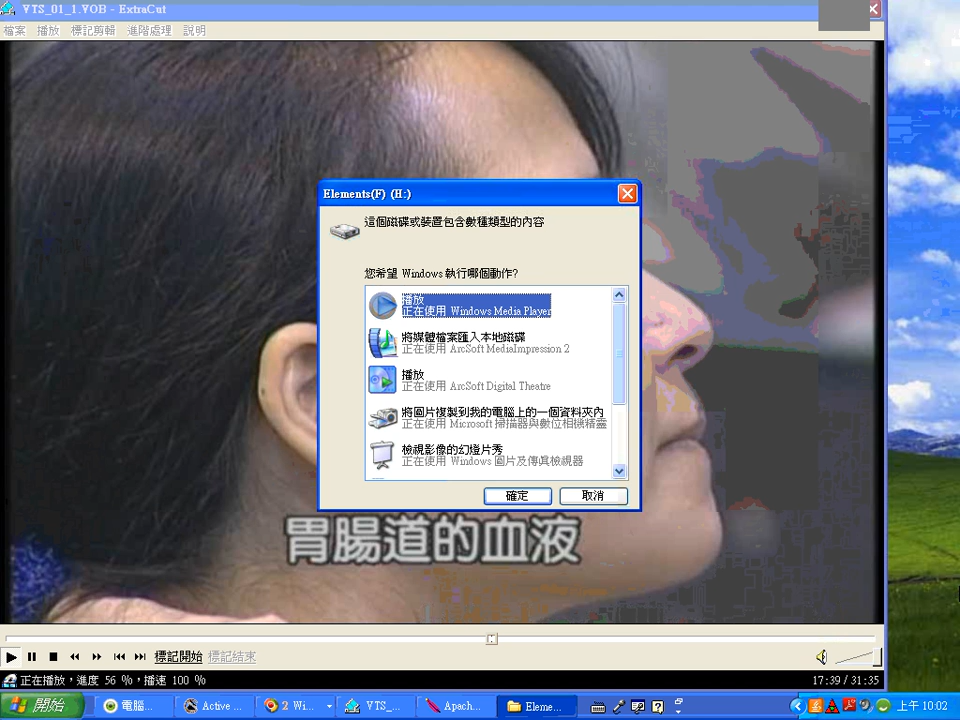 VTS_01_1.VOB - ExtraCut
檔案 播放 標記剪輯 進階處理 說明
Elements(F) (H:)
這個磁碟或裝置包含數種類型的內容
您希望 Windows 執行哪個動作?
播放
正在使用 Windows Media Player
將媒體檔案匯入本地磁碟
正在使用 ArcSoft MediaImpression 2
播放
正在使用 ArcSoft Digital Theatre
將圖片複製到我的電腦上的一個資料夾內
正在使用 Microsoft 掃描器與數位相機精靈
檢視影像的幻燈片秀
正在使用 Windows 圖片及傳真檢視器
確定 取消
胃腸道的血液
標記開始 標記結束
正在播放，進度 56 %，播速 100 %
17:39 / 31:35
開始 電腦... Active ... 2 Wi... VTS_... Apach... Eleme... 上午 10:02